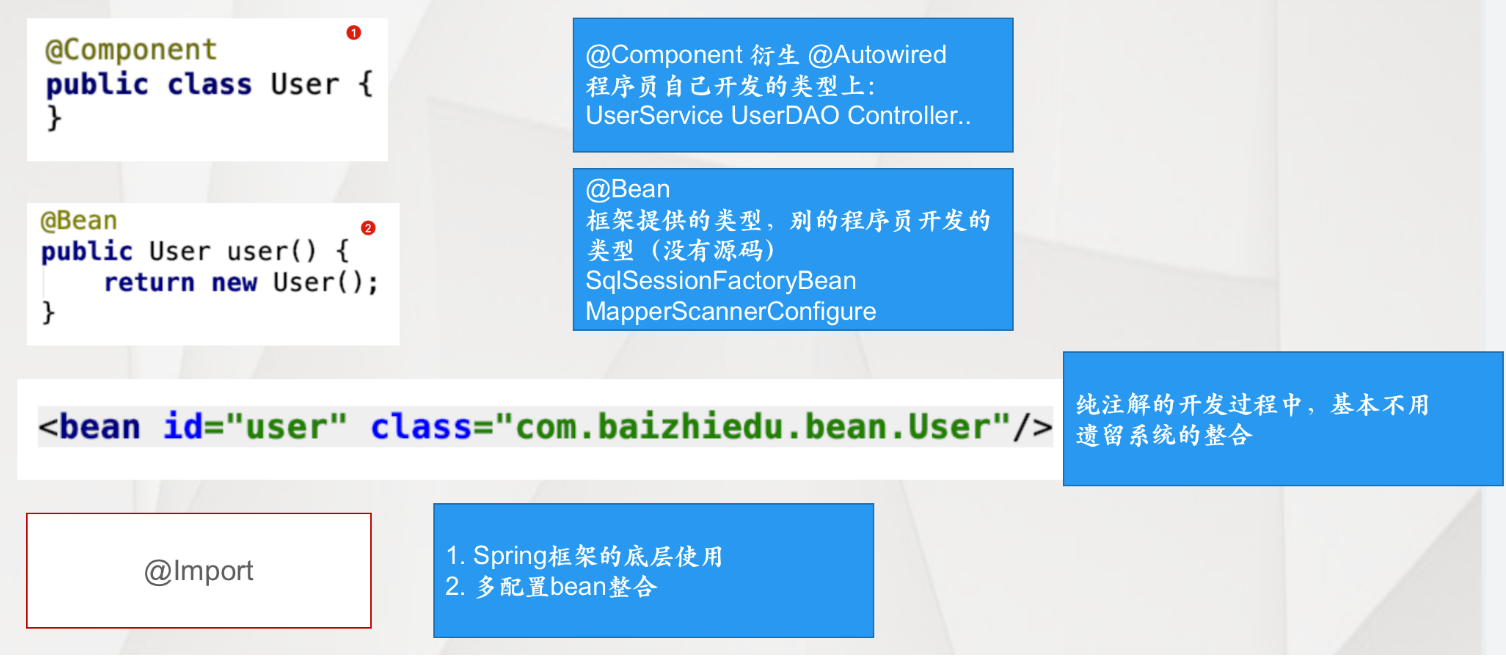 @Component
❶
public class User {
}
@Component 衍生 @Autowired
程序员自己开发的类型上：
UserService UserDAO Controller..
@Bean
❷
public User user() {
return new User();
}
@Bean
框架提供的类型，别的程序员开发的
类型（没有源码）
SqlSessionFactoryBean
MapperScannerConfigure
<bean id="user" class="com.baizhiedu.bean.User"/>
纯注解的开发过程中，基本不用
遗留系统的整合
@Import
1. Spring框架的底层使用
2. 多配置bean整合